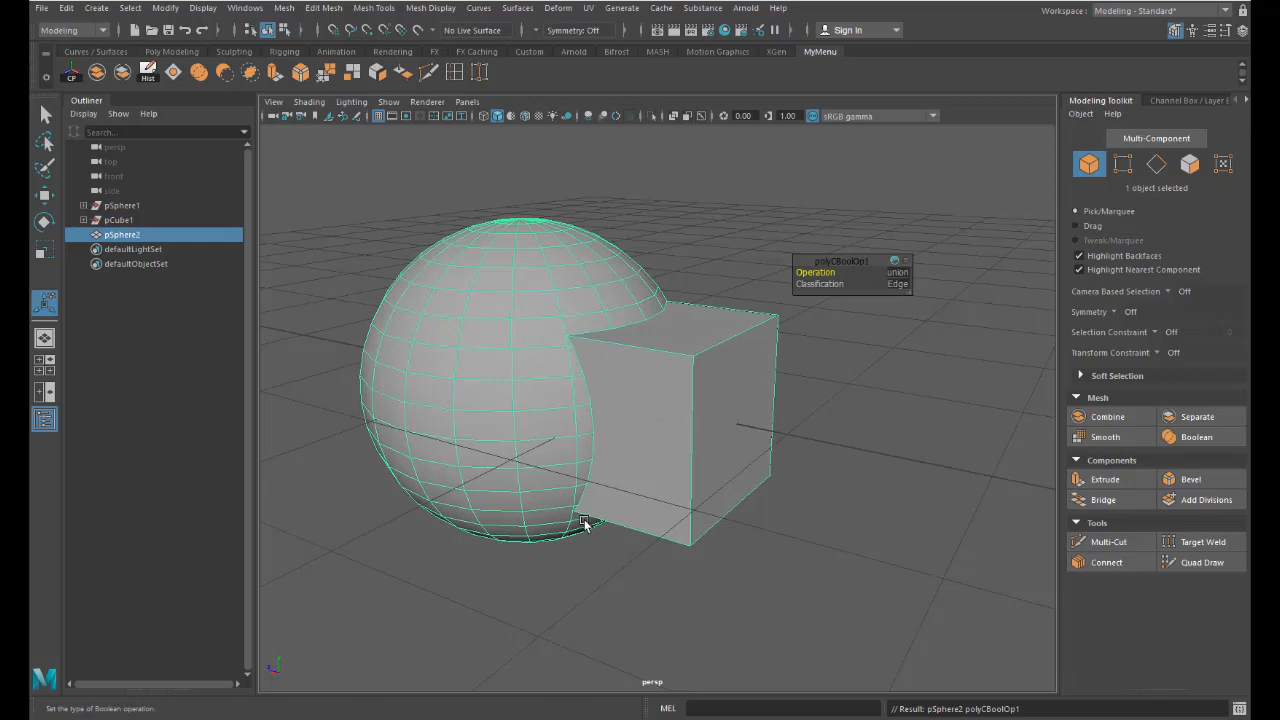 File Edit Create Select Modify Display Windows Mesh Edit Mesh Mesh Tools Mesh Display Curves Surfaces Deform UV Generate Cache Substance Arnold Help
Workspace : Modeling - Standard*
Modeling
No Live Surface
Symmetry: Off
Sign In
Curves / Surfaces Poly Modeling Sculpting Rigging Animation Rendering FX FX Caching Custom Arnold Bifrost MASH Motion Graphics XGen MyMenu
CP
Hist
Outliner
Display Show Help
Search...
persp
top
front
side
pSphere1
pCube1
pSphere2
defaultLightSet
defaultObjectSet
View Shading Lighting Show Renderer Panels
0.00
1.00
sRGB gamma
polyCBoolOp1
Operation union
Classification Edge
persp
Modeling Toolkit Channel Box / Layer E
Object Help
Multi-Component
1 object selected
Pick/Marquee
Drag
Tweak/Marquee
Highlight Backfaces
Highlight Nearest Component
Camera Based Selection Off
Symmetry Off
Selection Constraint Off 0
Transform Constraint Off
Soft Selection
Mesh
Combine Separate
Smooth Boolean
Components
Extrude Bevel
Bridge Add Divisions
Tools
Multi-Cut Target Weld
Connect Quad Draw
Set the type of Boolean operation.
MEL
// Result: pSphere2 polyCBoolOp1